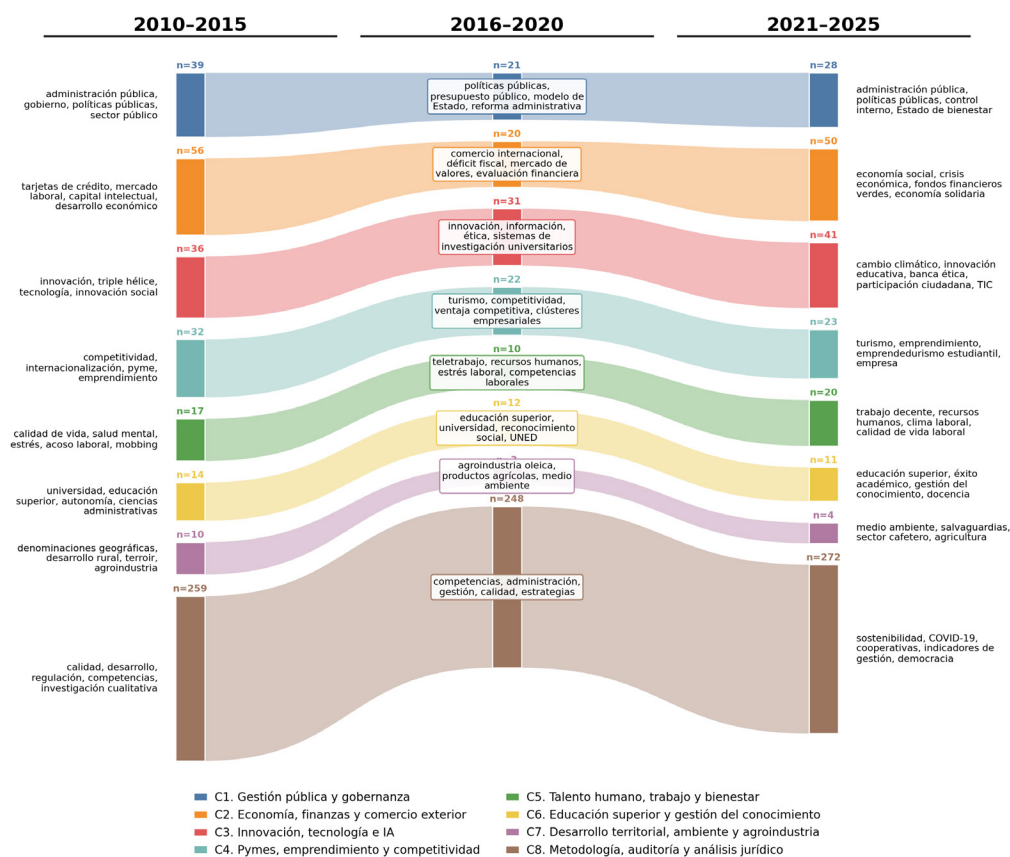 2010–2015
2016–2020
2021–2025
n=39
administración pública,
gobierno, políticas públicas,
sector público
n=56
tarjetas de crédito, mercado
laboral, capital intelectual,
desarrollo económico
n=36
innovación, triple hélice,
tecnología, innovación social
n=32
competitividad,
internacionalización, pyme,
emprendimiento
n=17
calidad de vida, salud mental,
estrés, acoso laboral, mobbing
n=14
universidad, educación
superior, autonomía, ciencias
administrativas
n=10
denominaciones geográficas,
desarrollo rural, terroir,
agroindustria
n=259
calidad, desarrollo,
regulación, competencias,
investigación cualitativa
n=21
políticas públicas,
presupuesto público, modelo de
Estado, reforma administrativa
n=20
comercio internacional,
déficit fiscal, mercado de
valores, evaluación financiera
n=31
innovación, información,
ética, sistemas de
investigación universitarios
n=22
turismo, competitividad,
ventaja competitiva, clústeres
empresariales
n=10
teletrabajo, recursos humanos,
estrés laboral, competencias
laborales
n=12
educación superior,
universidad, reconocimiento
social, UNED
agroindustria oleica,
productos agrícolas, medio
ambiente
n=248
competencias, administración,
gestión, calidad, estrategias
n=28
administración pública,
políticas públicas, control
interno, Estado de bienestar
n=50
economía social, crisis
económica, fondos financieros
verdes, economía solidaria
n=41
cambio climático, innovación
educativa, banca ética,
participación ciudadana, TIC
n=23
turismo, emprendimiento,
emprendedurismo estudiantil,
empresa
n=20
trabajo decente, recursos
humanos, clima laboral,
calidad de vida laboral
n=11
educación superior, éxito
académico, gestión del
conocimiento, docencia
n=4
medio ambiente, salvaguardias,
sector cafetero, agricultura
n=272
sostenibilidad, COVID-19,
cooperativas, indicadores de
gestión, democracia
C1. Gestión pública y gobernanza
C2. Economía, finanzas y comercio exterior
C3. Innovación, tecnología e IA
C4. Pymes, emprendimiento y competitividad
C5. Talento humano, trabajo y bienestar
C6. Educación superior y gestión del conocimiento
C7. Desarrollo territorial, ambiente y agroindustria
C8. Metodología, auditoría y análisis jurídico